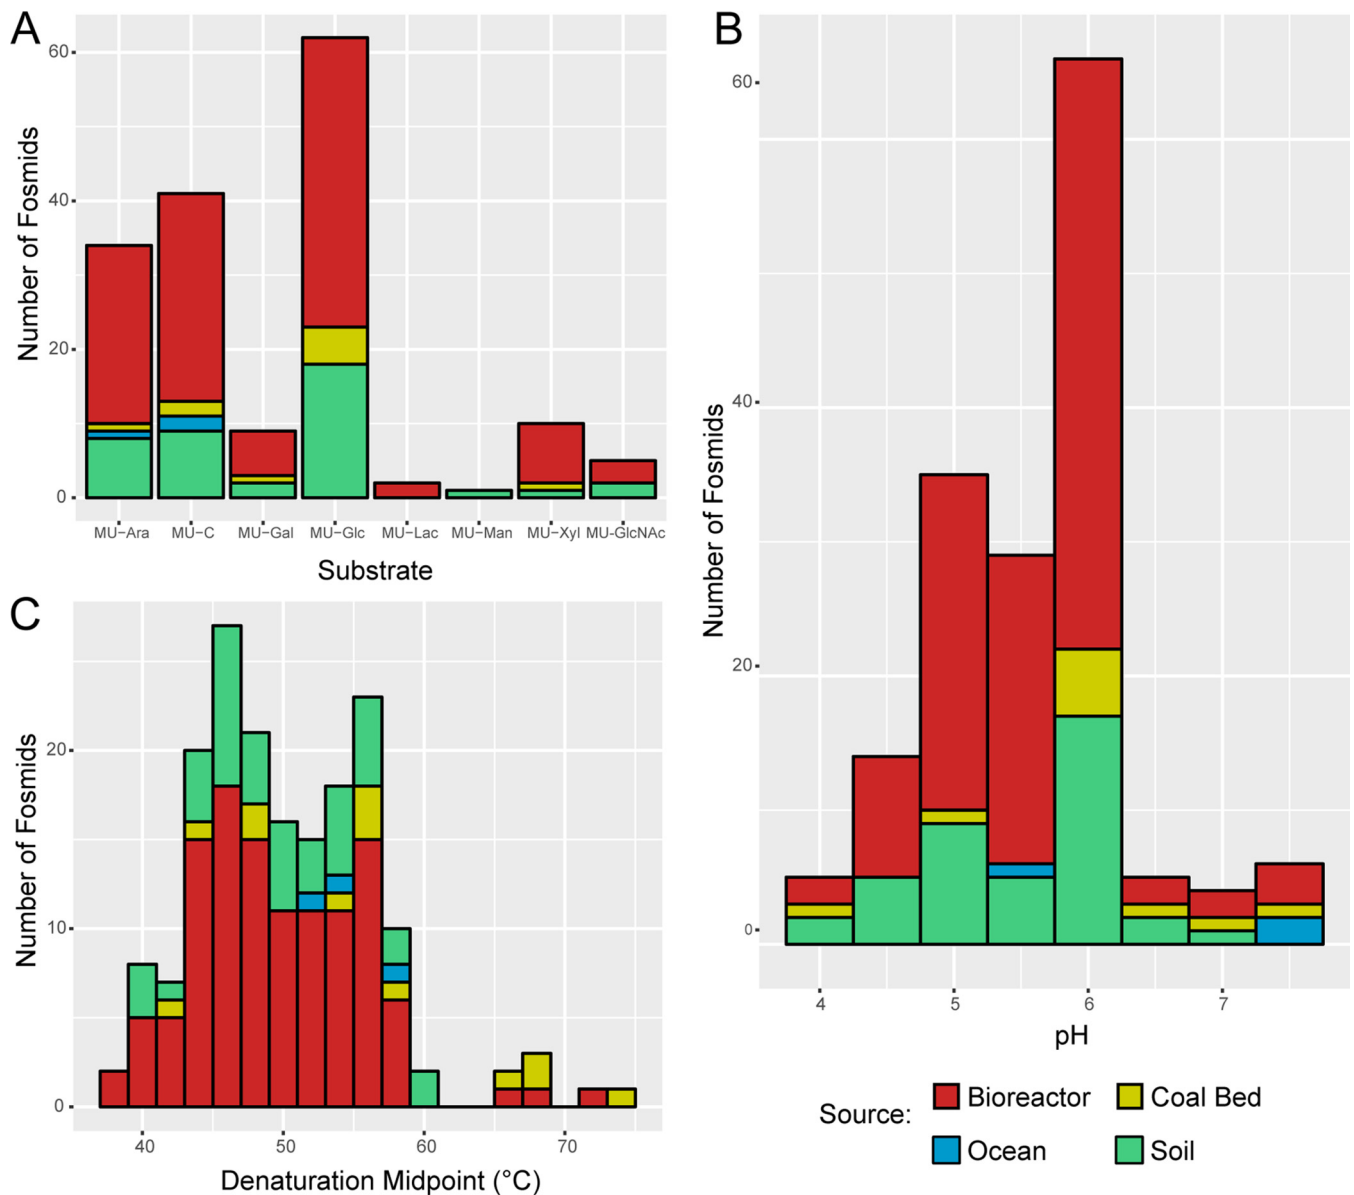 A
Number of Fosmids
60
40
20
0
MU−Ara MU−C MU−Gal MU−Glc MU−Lac MU−Man MU−Xyl MU-GlcNAc
Substrate
B
Number of Fosmids
60
40
20
0
4 5 6 7
pH
C
Number of Fosmids
20
10
0
40 50 60 70
Denaturation Midpoint (°C)
Source:
Bioreactor Coal Bed
Ocean Soil